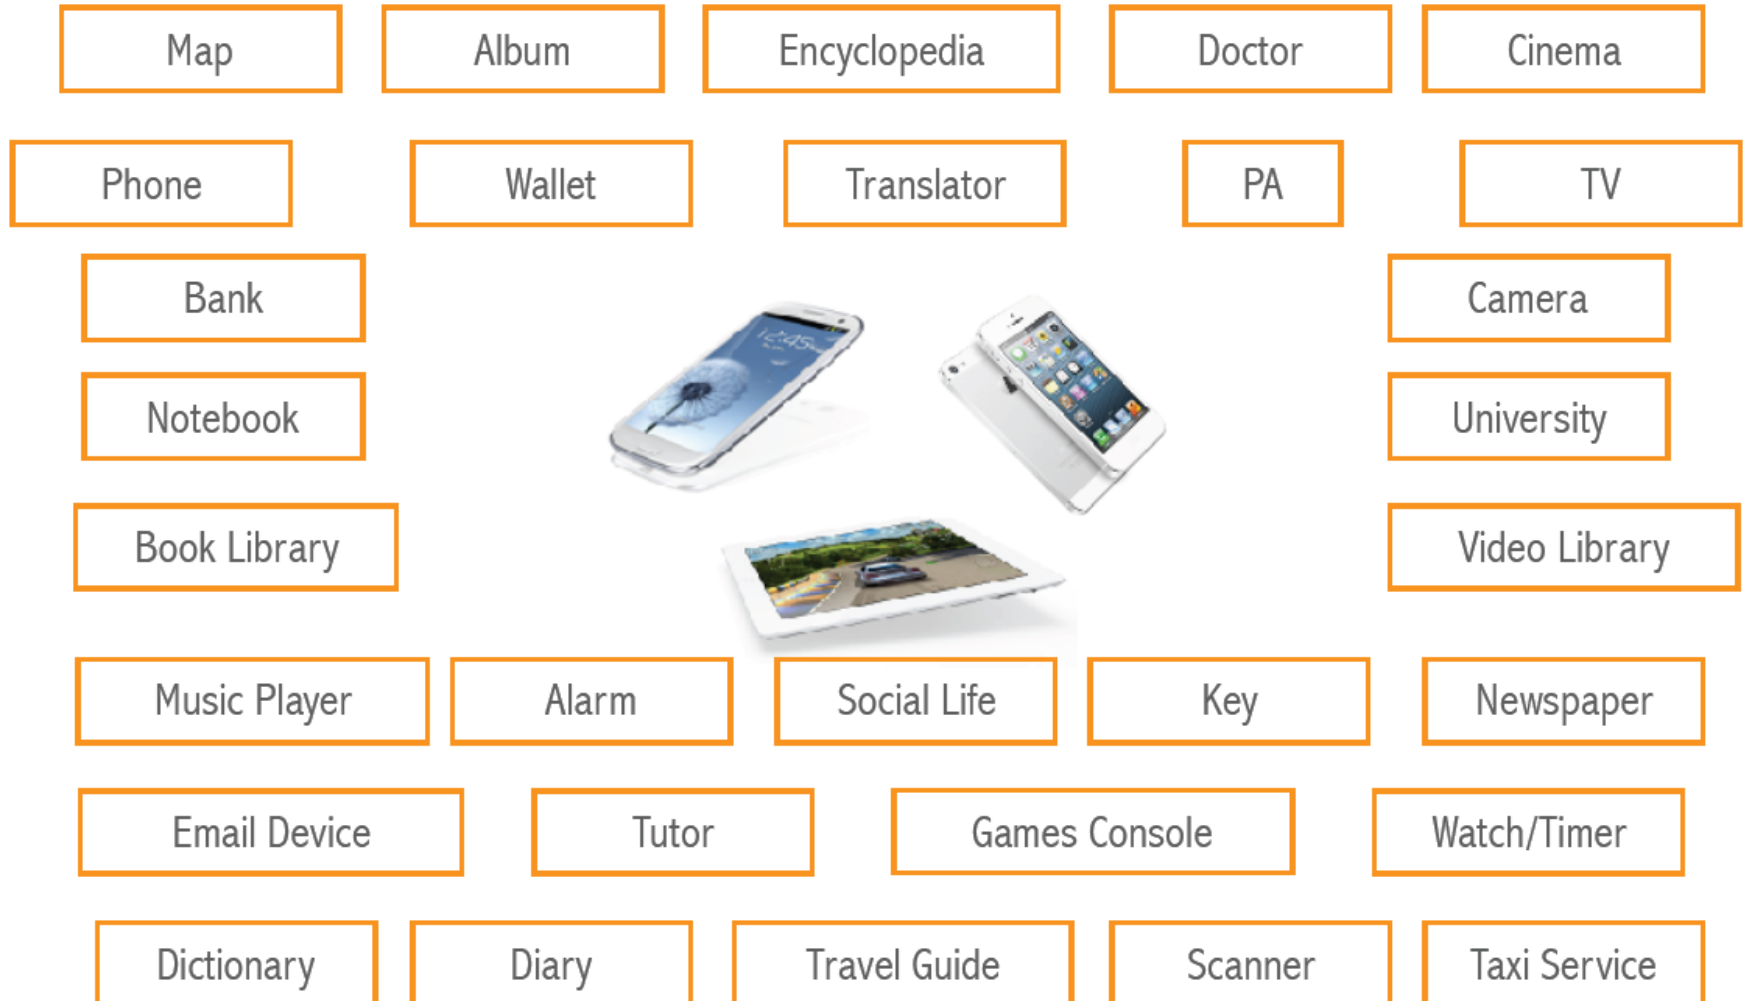 Map Album Encyclopedia Doctor Cinema
Phone Wallet Translator PA TV
Bank Camera
12:45
Notebook University
Book Library Video Library
Music Player Alarm Social Life Key Newspaper
Email Device Tutor Games Console Watch/Timer
Dictionary Diary Travel Guide Scanner Taxi Service